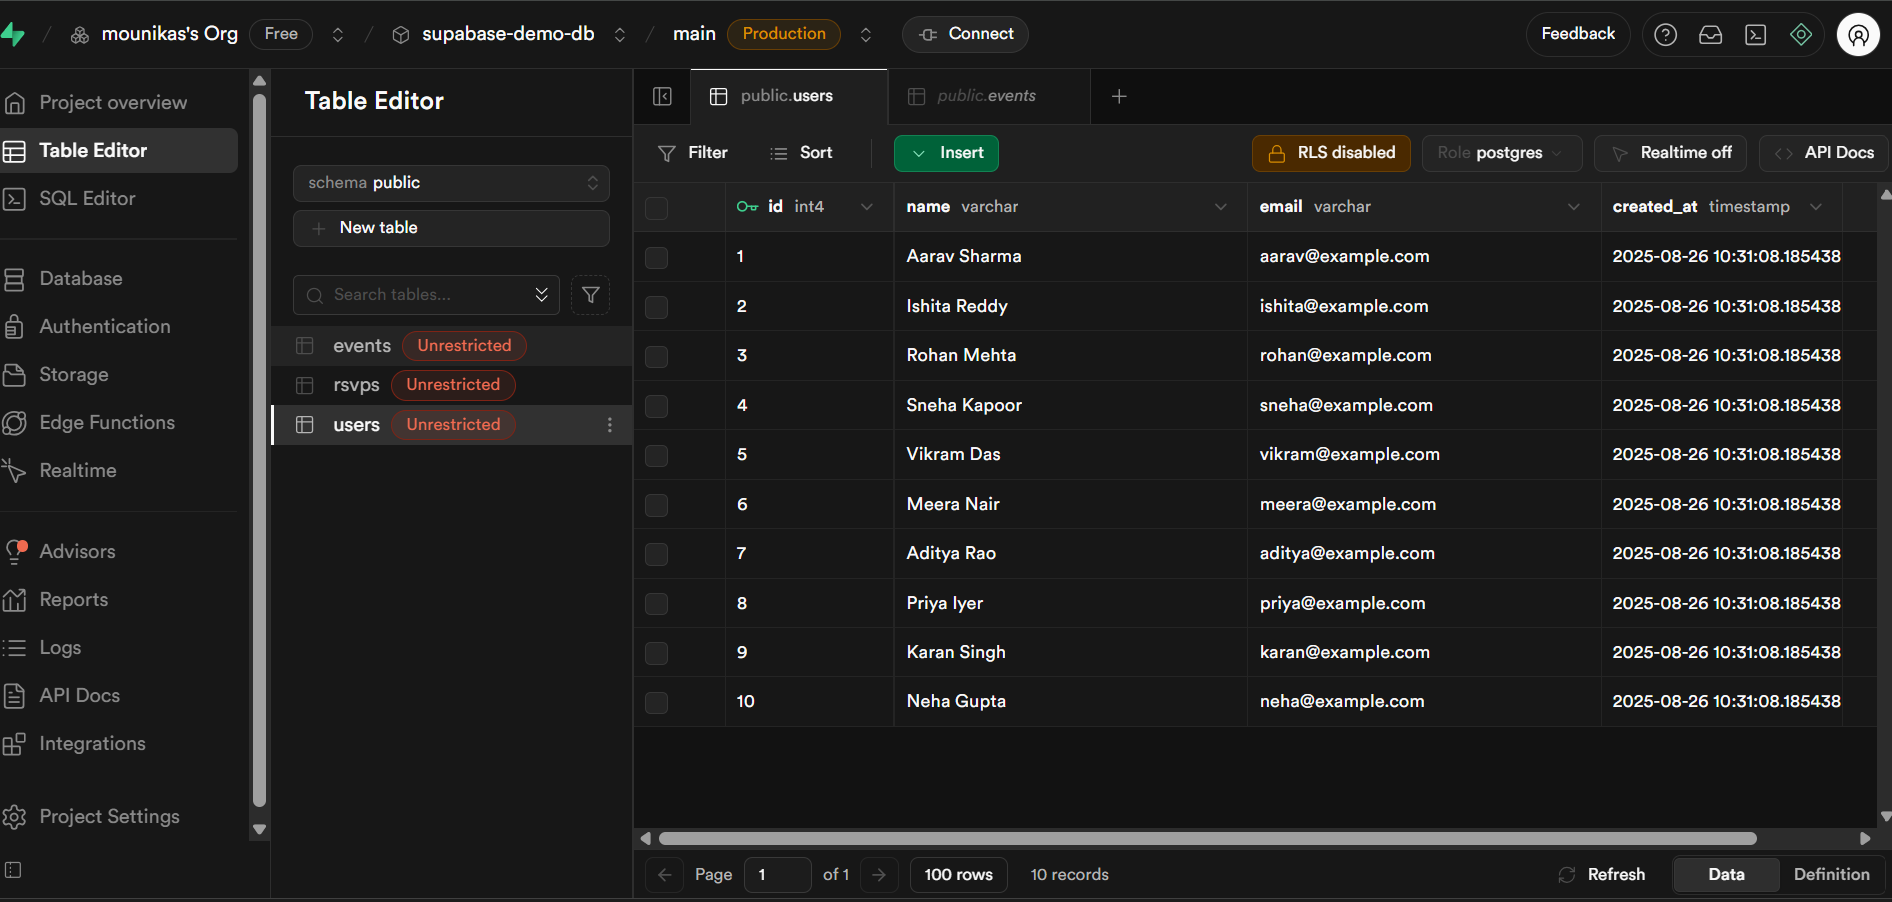 mounikas's Org Free supabase-demo-db main Production Connect Feedback
Project overview
Table Editor
SQL Editor
Database
Authentication
Storage
Edge Functions
Realtime
Advisors
Reports
Logs
API Docs
Integrations
Project Settings
Table Editor
schema public
New table
Search tables...
events Unrestricted
rsvps Unrestricted
users Unrestricted
public.users public.events
Filter Sort Insert RLS disabled Role postgres Realtime off API Docs
id int4 name varchar email varchar created_at timestamp
1 Aarav Sharma aarav@example.com 2025-08-26 10:31:08.185438
2 Ishita Reddy ishita@example.com 2025-08-26 10:31:08.185438
3 Rohan Mehta rohan@example.com 2025-08-26 10:31:08.185438
4 Sneha Kapoor sneha@example.com 2025-08-26 10:31:08.185438
5 Vikram Das vikram@example.com 2025-08-26 10:31:08.185438
6 Meera Nair meera@example.com 2025-08-26 10:31:08.185438
7 Aditya Rao aditya@example.com 2025-08-26 10:31:08.185438
8 Priya Iyer priya@example.com 2025-08-26 10:31:08.185438
9 Karan Singh karan@example.com 2025-08-26 10:31:08.185438
10 Neha Gupta neha@example.com 2025-08-26 10:31:08.185438
Page 1 of 1 100 rows 10 records Refresh Data Definition